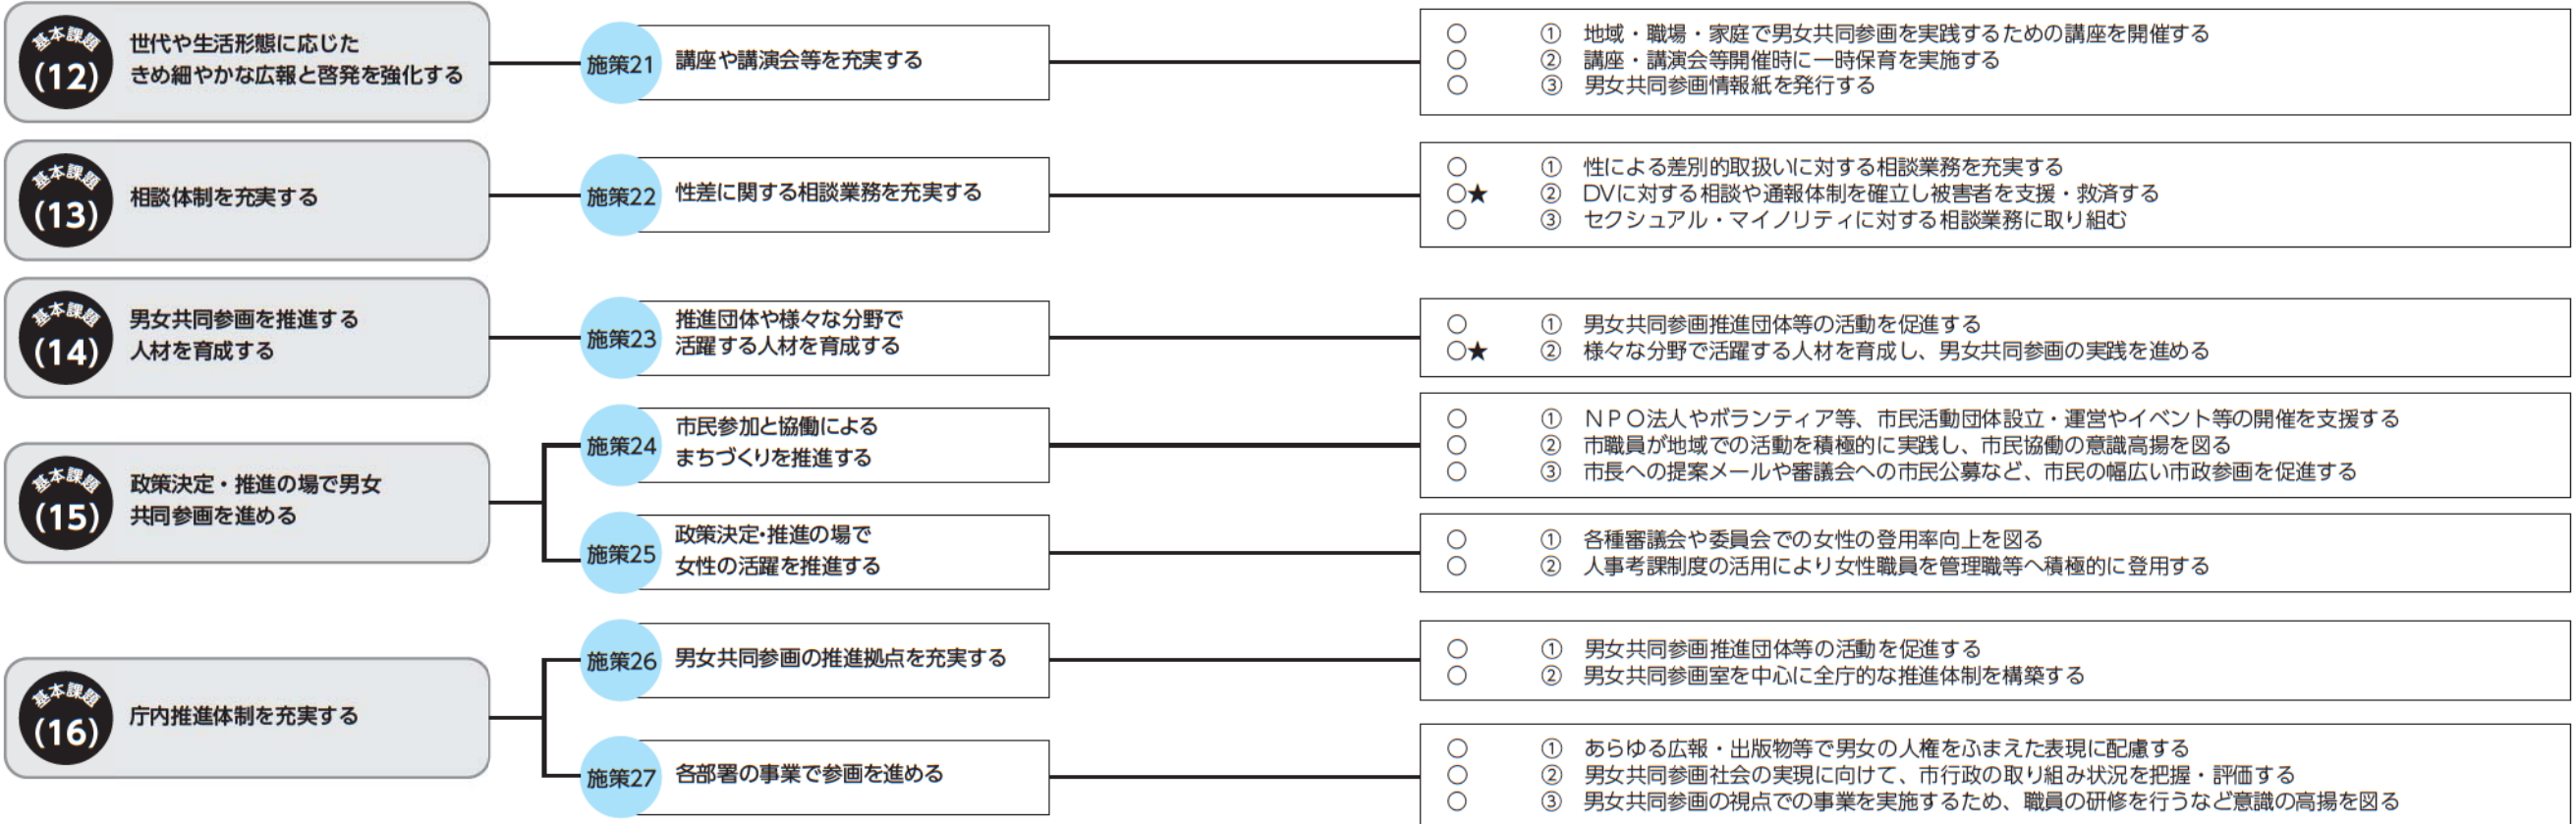 基本課題
(12)
世代や生活形態に応じた
きめ細やかな広報と啓発を強化する
施策21
講座や講演会等を充実する
○ ① 地域・職場・家庭で男女共同参画を実践するための講座を開催する
○ ② 講座・講演会等開催時に一時保育を実施する
○ ③ 男女共同参画情報紙を発行する
基本課題
(13)
相談体制を充実する
施策22
性差に関する相談業務を充実する
○ ① 性による差別的取扱いに対する相談業務を充実する
○★ ② DVに対する相談や通報体制を確立し被害者を支援・救済する
○ ③ セクシュアル・マイノリティに対する相談業務に取り組む
基本課題
(14)
男女共同参画を推進する
人材を育成する
施策23
推進団体や様々な分野で
活躍する人材を育成する
○ ① 男女共同参画推進団体等の活動を促進する
○★ ② 様々な分野で活躍する人材を育成し、男女共同参画の実践を進める
基本課題
(15)
政策決定・推進の場で男女
共同参画を進める
施策24
市民参加と協働による
まちづくりを推進する
○ ① ＮＰＯ法人やボランティア等、市民活動団体設立・運営やイベント等の開催を支援する
○ ② 市職員が地域での活動を積極的に実践し、市民協働の意識高揚を図る
○ ③ 市長への提案メールや審議会への市民公募など、市民の幅広い市政参画を促進する
施策25
政策決定・推進の場で
女性の活躍を推進する
○ ① 各種審議会や委員会での女性の登用率向上を図る
○ ② 人事考課制度の活用により女性職員を管理職等へ積極的に登用する
基本課題
(16)
庁内推進体制を充実する
施策26
男女共同参画の推進拠点を充実する
○ ① 男女共同参画推進団体等の活動を促進する
○ ② 男女共同参画室を中心に全庁的な推進体制を構築する
施策27
各部署の事業で参画を進める
○ ① あらゆる広報・出版物等で男女の人権をふまえた表現に配慮する
○ ② 男女共同参画社会の実現に向けて、市行政の取り組み状況を把握・評価する
○ ③ 男女共同参画の視点での事業を実施するため、職員の研修を行うなど意識の高揚を図る